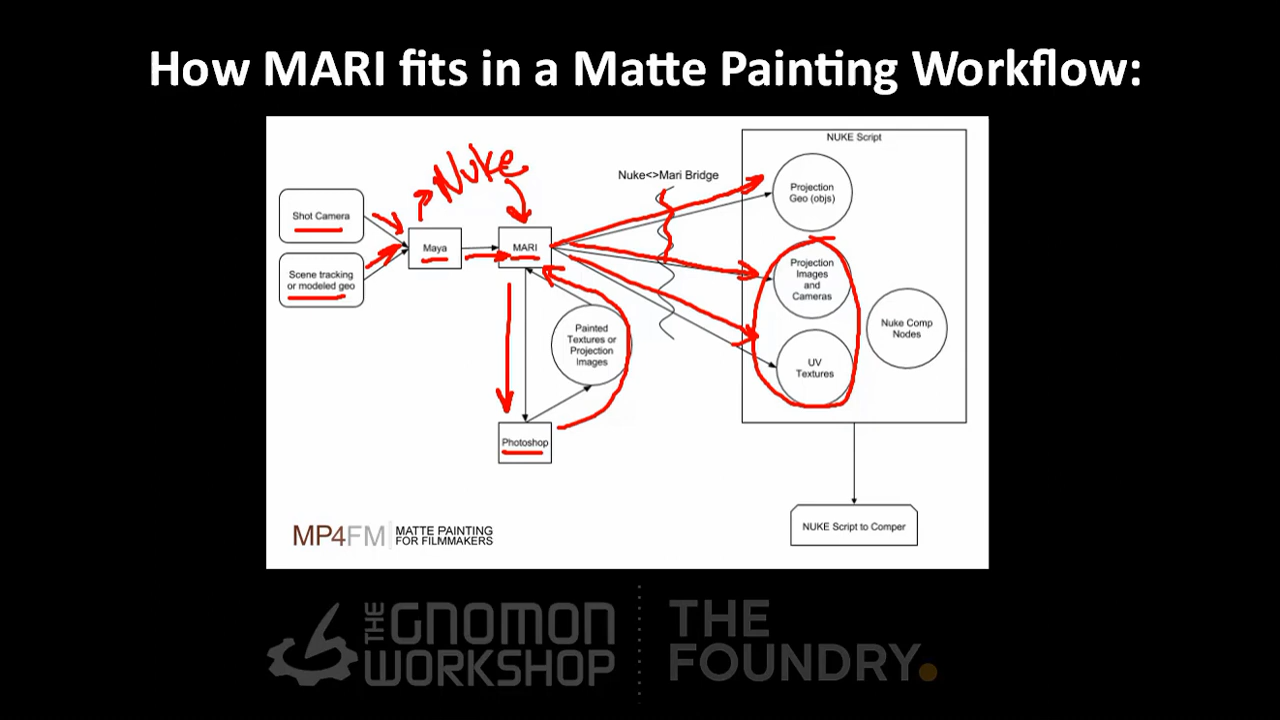 How MARI fits in a Matte Painting Workflow:
NUKE Script
Nuke
Nuke<>Mari Bridge
Projection
Geo (objs)
Shot Camera
Maya
MARI
Scene tracking
or modeled geo
Projection
Images
and
Cameras
Painted
Textures or
Projection
Images
Nuke Comp
Nodes
UV
Textures
Photoshop
NUKE Script to Comper
MP4FM
MATTE PAINTING
FOR FILMMAKERS
THE GNOMON
WORKSHOP
THE
FOUNDRY.